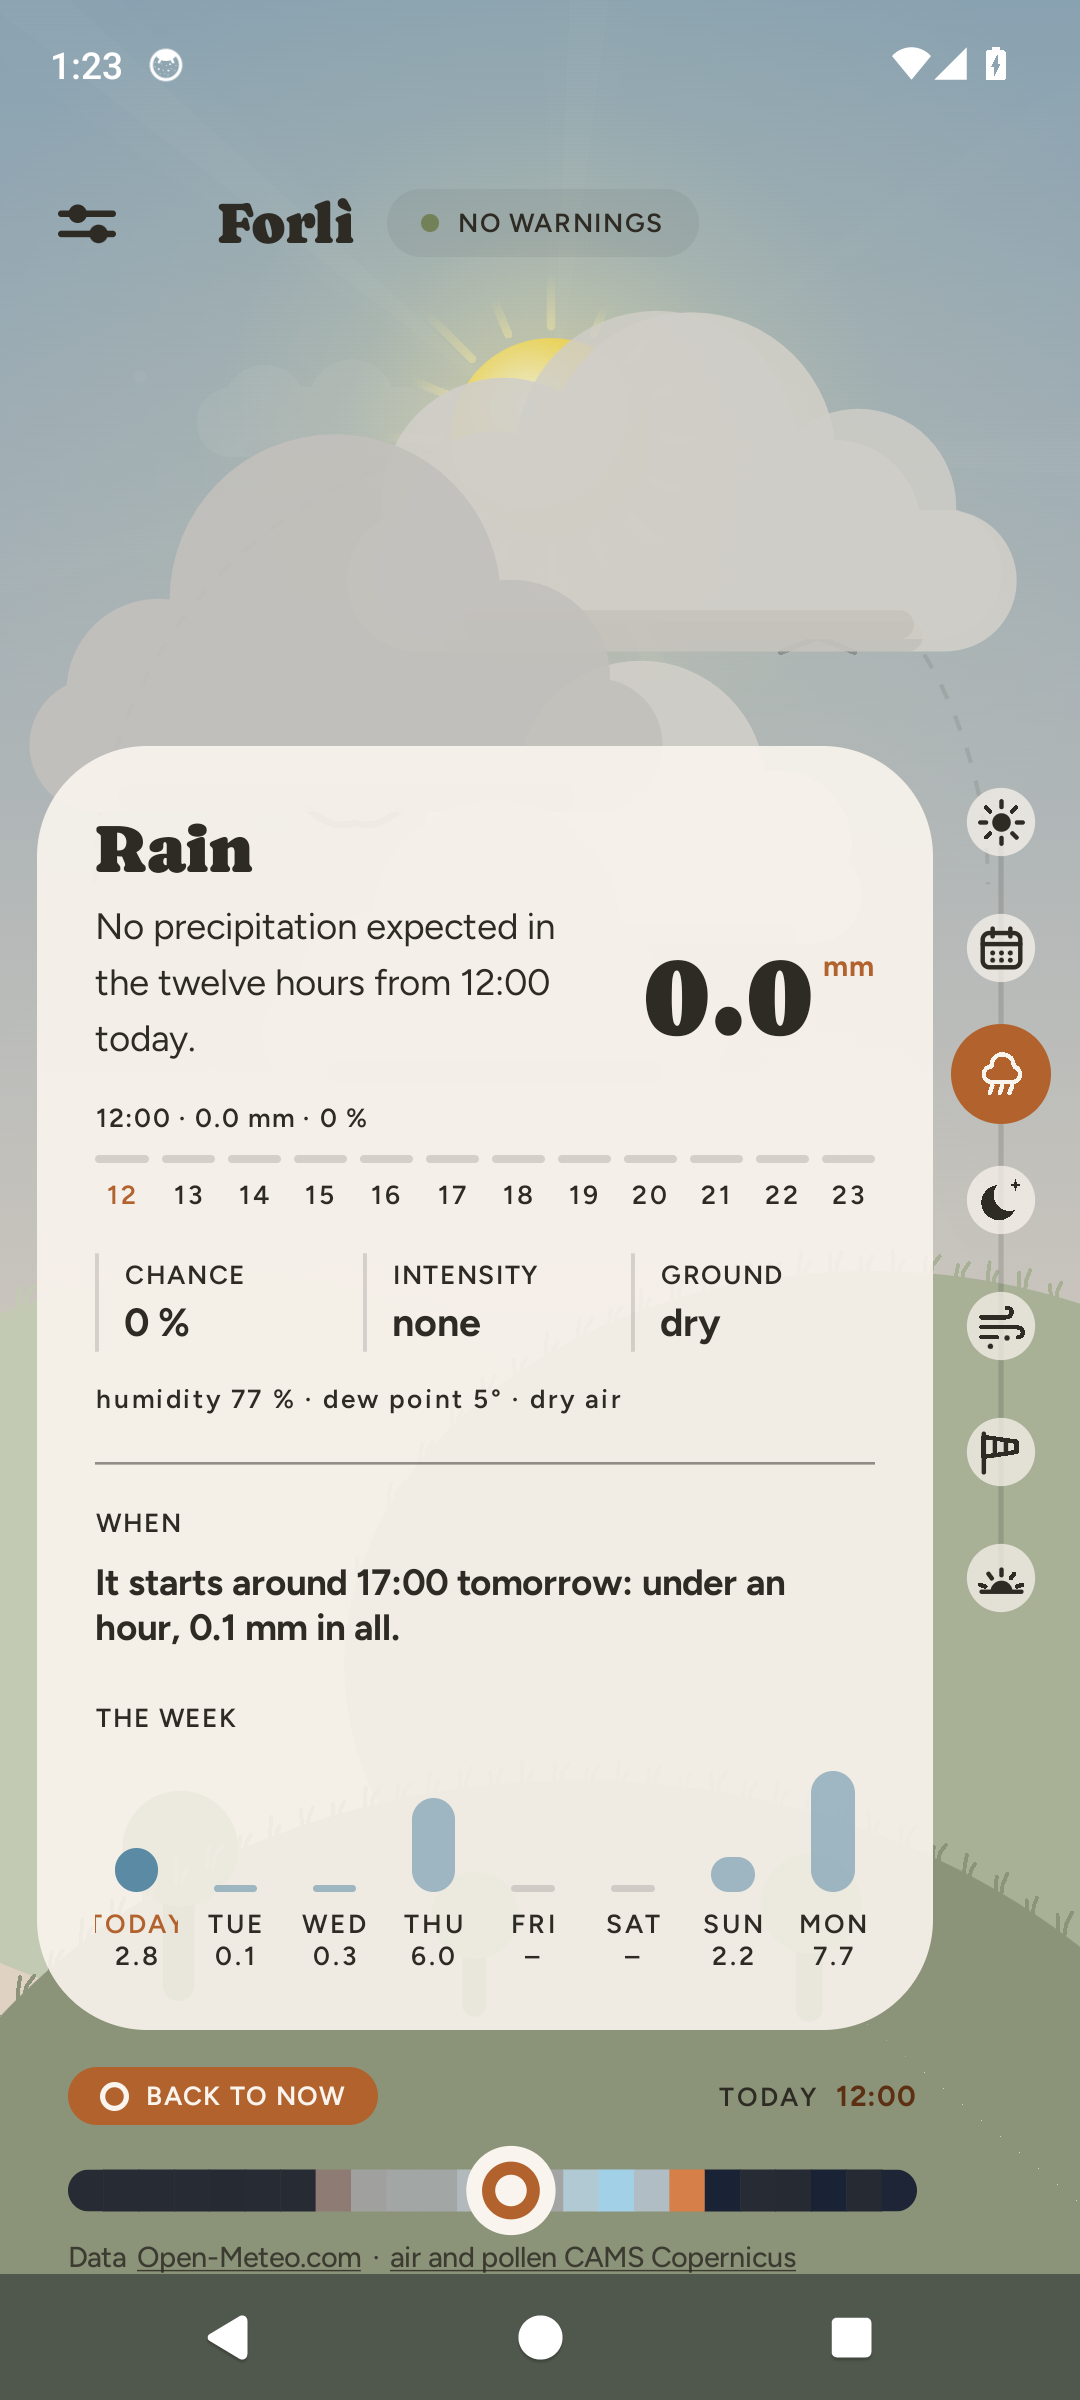 1:23
Forlì
NO WARNINGS
Rain
No precipitation expected in
the twelve hours from 12:00
today.
0.0 mm
12:00 · 0.0 mm · 0 %
12 13 14 15 16 17 18 19 20 21 22 23
CHANCE INTENSITY GROUND
0 % none dry
humidity 77 % · dew point 5° · dry air
WHEN
It starts around 17:00 tomorrow: under an
hour, 0.1 mm in all.
THE WEEK
TODAY TUE WED THU FRI SAT SUN MON
2.8 0.1 0.3 6.0 – – 2.2 7.7
BACK TO NOW
TODAY 12:00
Data Open-Meteo.com · air and pollen CAMS Copernicus